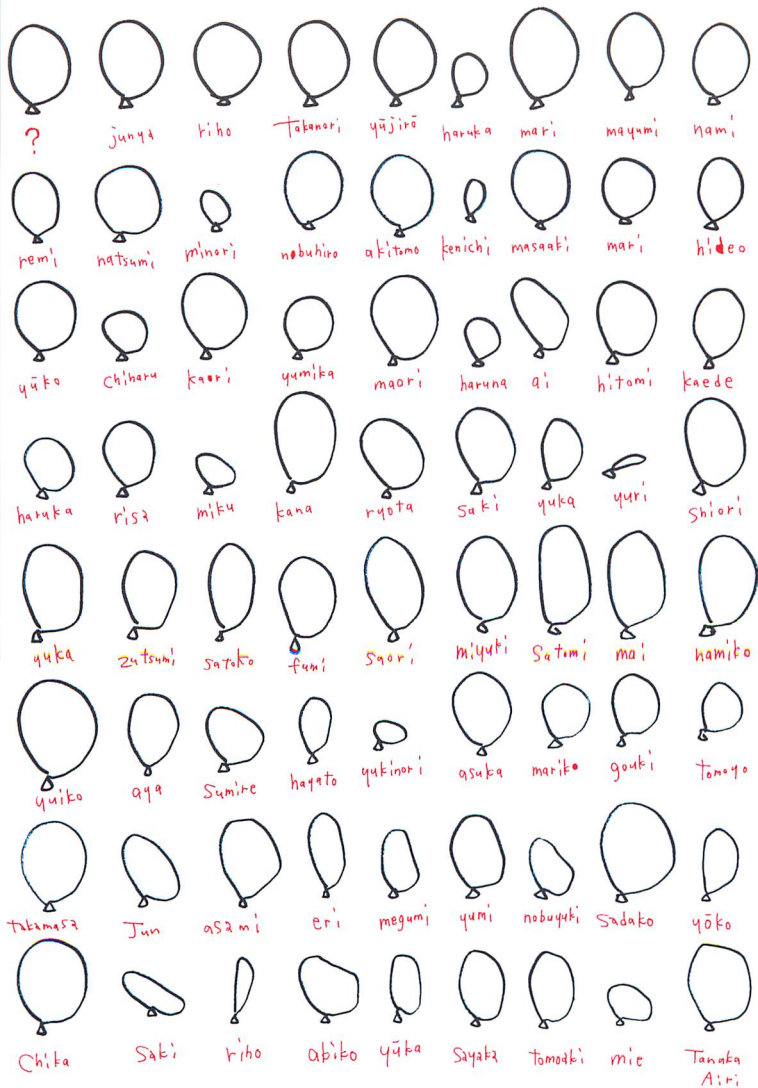 ? junya riho Takanori yūjirō haruka mari mayumi nami
remi natsumi minori nobuhiro akitomo kenichi masaaki mari hideo
yūko chiharu kaori yumika maori haruna ai hitomi kaede
haruka risa miku kana ryota saki yuka yuri shiori
yuka zutsumi satoko fumi saori miyuki Satomi mai namiko
yuiko aya Sumire hayato yukinori asuka mariko gouki tomoyo
takamasa Jun asami eri megumi yumi nobuyuki Sadako yōko
Chika Saki riho abiko yūka Sayaka tomoaki mie Tanaka
Airi